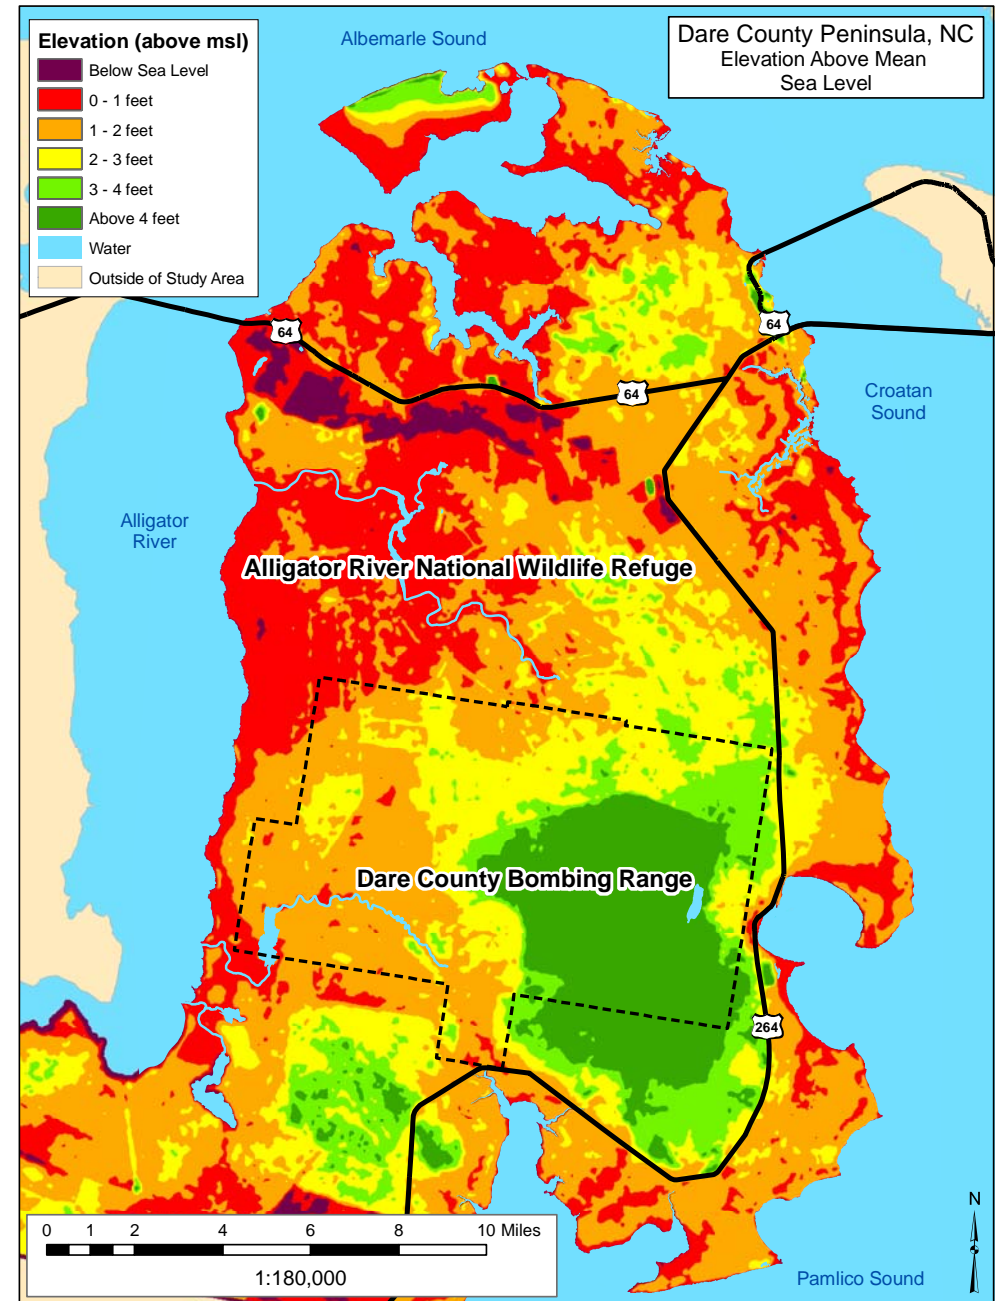 Dare County Peninsula, NC
Elevation Above Mean
Sea Level
Elevation (above msl)
Below Sea Level
0 - 1 feet
1 - 2 feet
2 - 3 feet
3 - 4 feet
Above 4 feet
Water
Outside of Study Area
Albemarle Sound
64
64
64
Croatan
Sound
Alligator
River
Alligator River National Wildlife Refuge
Dare County Bombing Range
264
0 1 2 4 6 8 10 Miles
1:180,000
N
Pamlico Sound